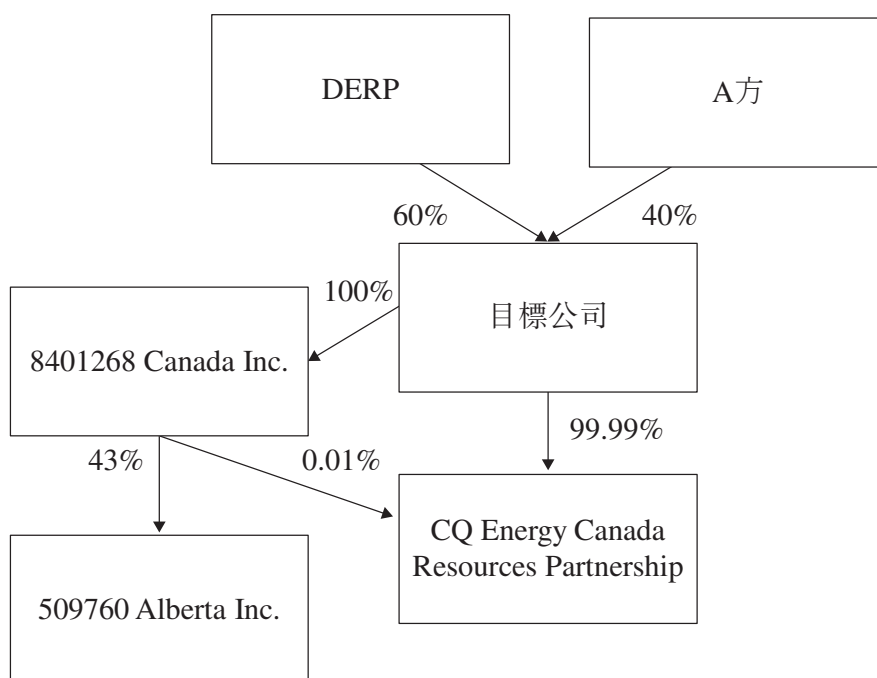 DERP
A方
60%
40%
100%
目標公司
8401268 Canada Inc.
99.99%
43%
0.01%
CQ Energy Canada
Resources Partnership
509760 Alberta Inc.